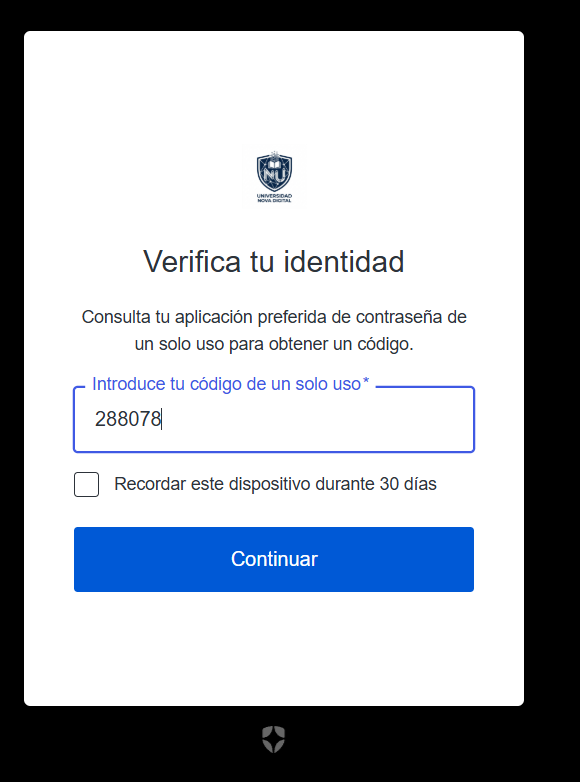 NU
UNIVERSIDAD
NOVA DIGITAL
Verifica tu identidad
Consulta tu aplicación preferida de contraseña de
un solo uso para obtener un código.
Introduce tu código de un solo uso*
288078
Recordar este dispositivo durante 30 días
Continuar